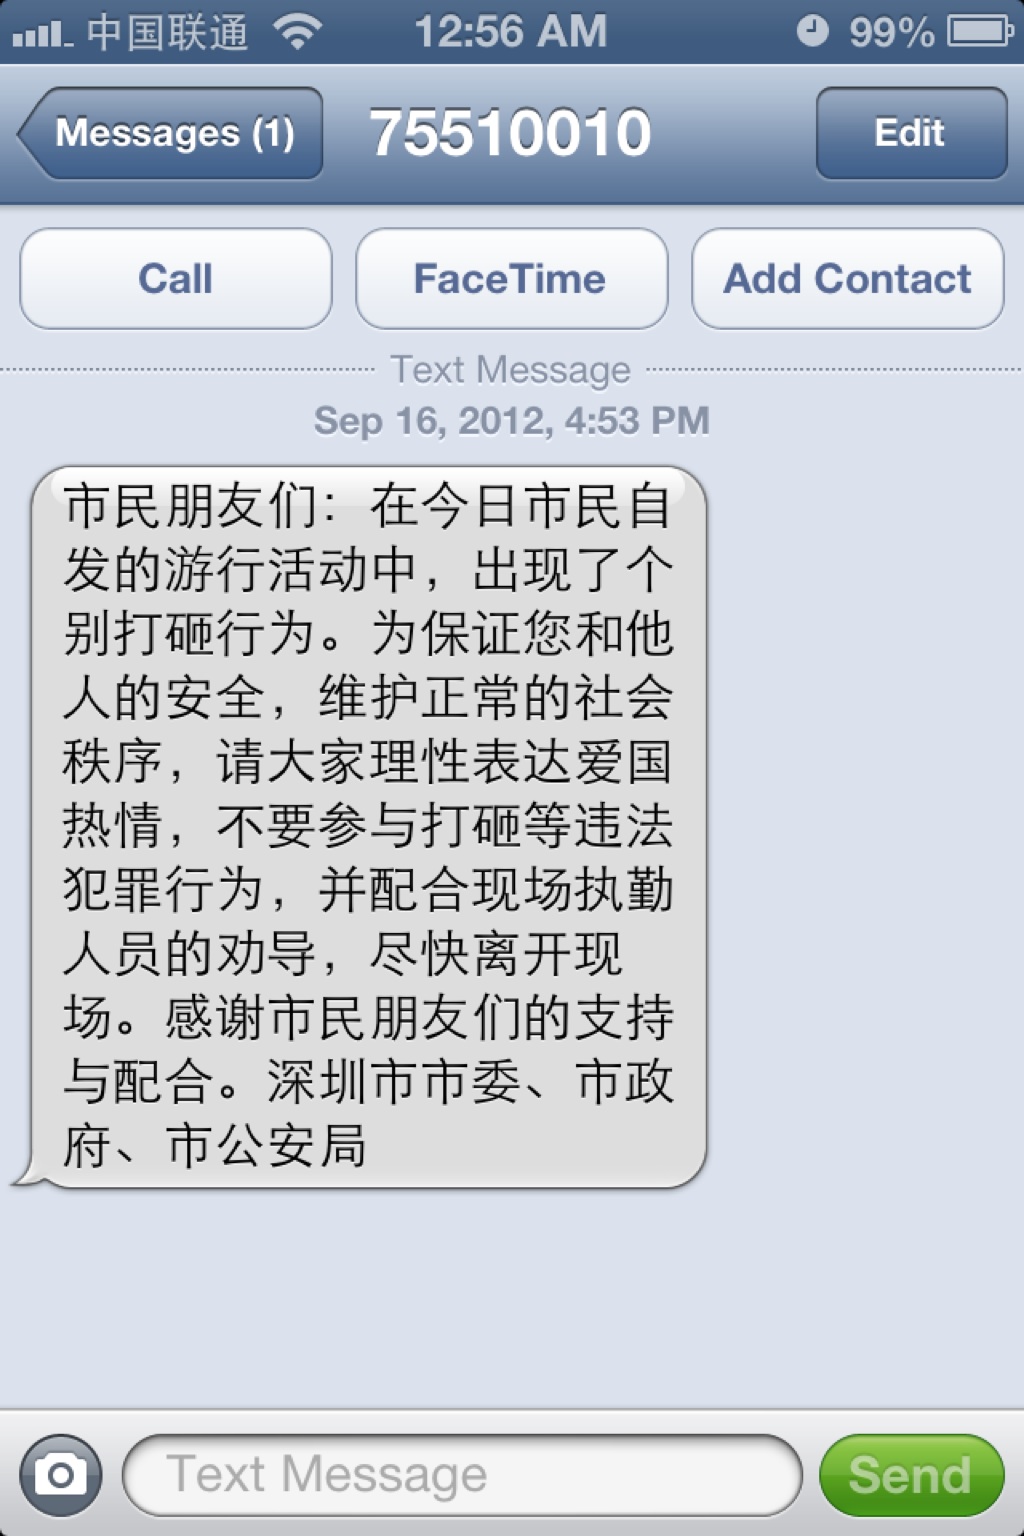 中国联通 12:56 AM 99%
Messages (1) 75510010 Edit
Call FaceTime Add Contact
Text Message
Sep 16, 2012, 4:53 PM
市民朋友们：在今日市民自
发的游行活动中，出现了个
别打砸行为。为保证您和他
人的安全，维护正常的社会
秩序，请大家理性表达爱国
热情，不要参与打砸等违法
犯罪行为，并配合现场执勤
人员的劝导，尽快离开现
场。感谢市民朋友们的支持
与配合。深圳市市委、市政
府、市公安局
Text Message Send